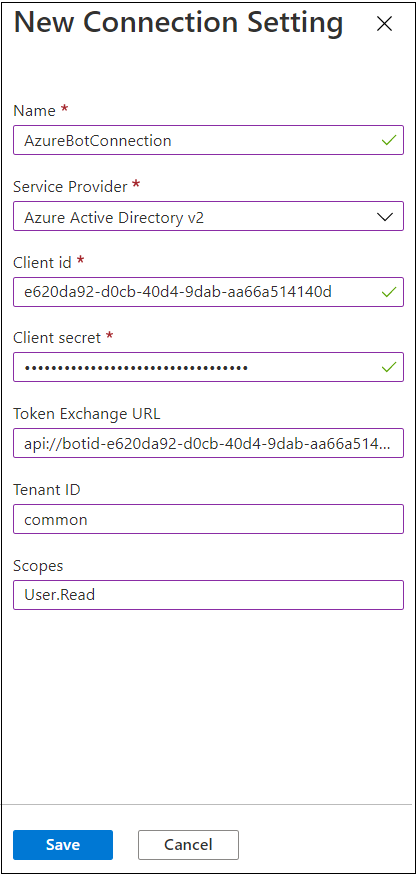 New Connection Setting
Name *
AzureBotConnection
Service Provider *
Azure Active Directory v2
Client id *
e620da92-d0cb-40d4-9dab-aa66a514140d
Client secret *
••••••••••••••••••••••••••••••••••
Token Exchange URL
api://botid-e620da92-d0cb-40d4-9dab-aa66a514...
Tenant ID
common
Scopes
User.Read
Save
Cancel